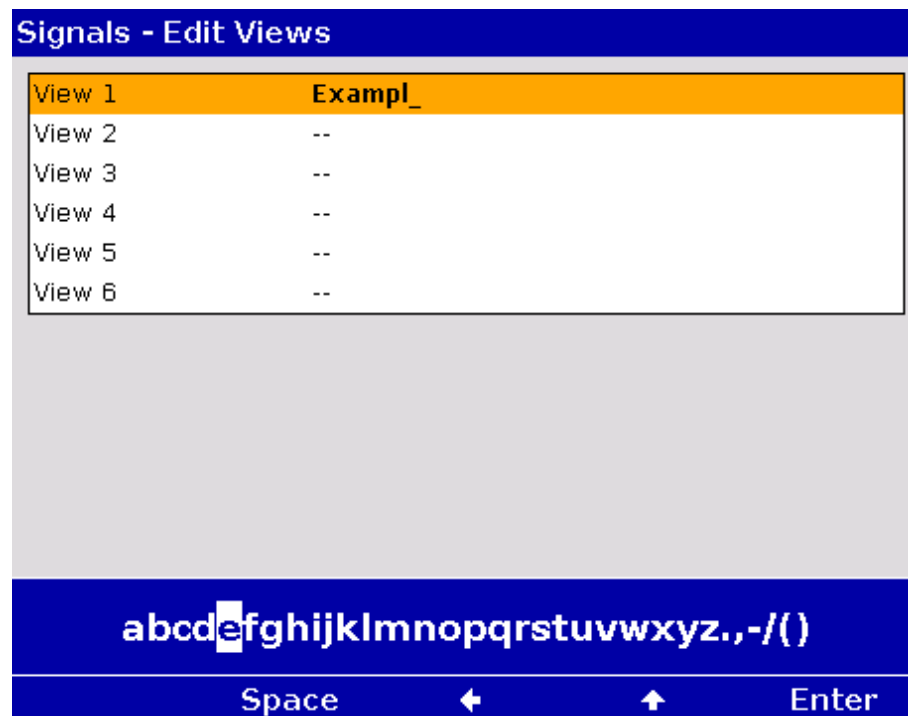 Signals - Edit Views
View 1 Exampl_
View 2 --
View 3 --
View 4 --
View 5 --
View 6 --
abcdefghijklmnopqrstuvwxyz.,-/()
Space Enter